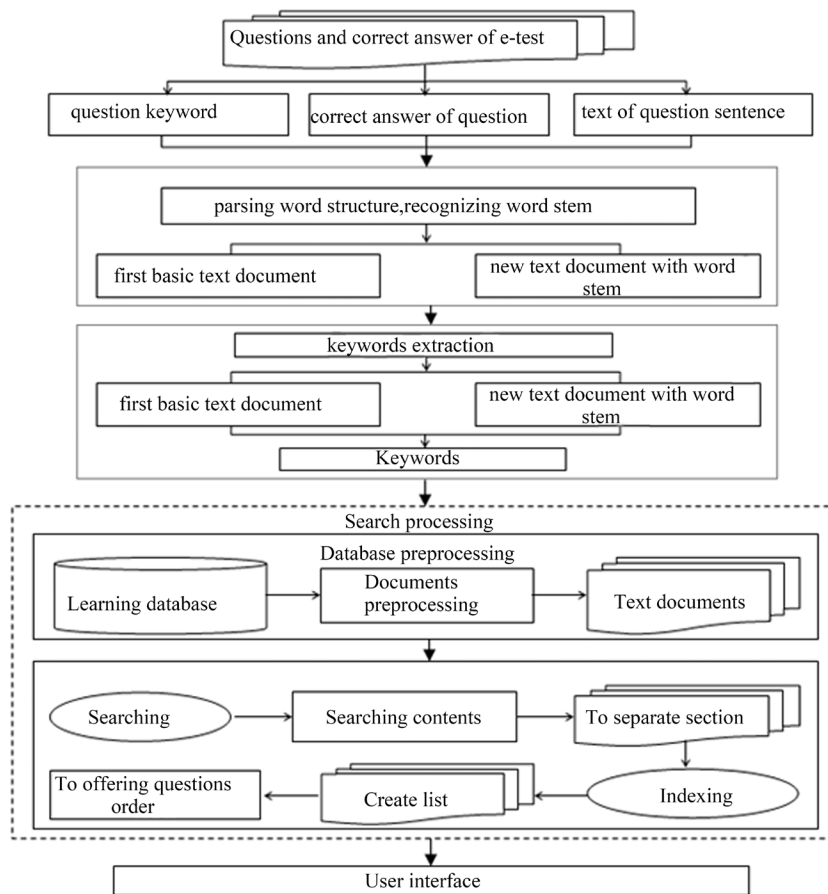 Questions and correct answer of e-test
question keyword
correct answer of question
text of question sentence
parsing word structure,recognizing word stem
first basic text document
new text document with word
stem
keywords extraction
first basic text document
new text document with word
stem
Keywords
Search processing
Database preprocessing
Learning database
Documents
preprocessing
Text documents
Searching
Searching contents
To separate section
To offering questions
order
Create list
Indexing
User interface